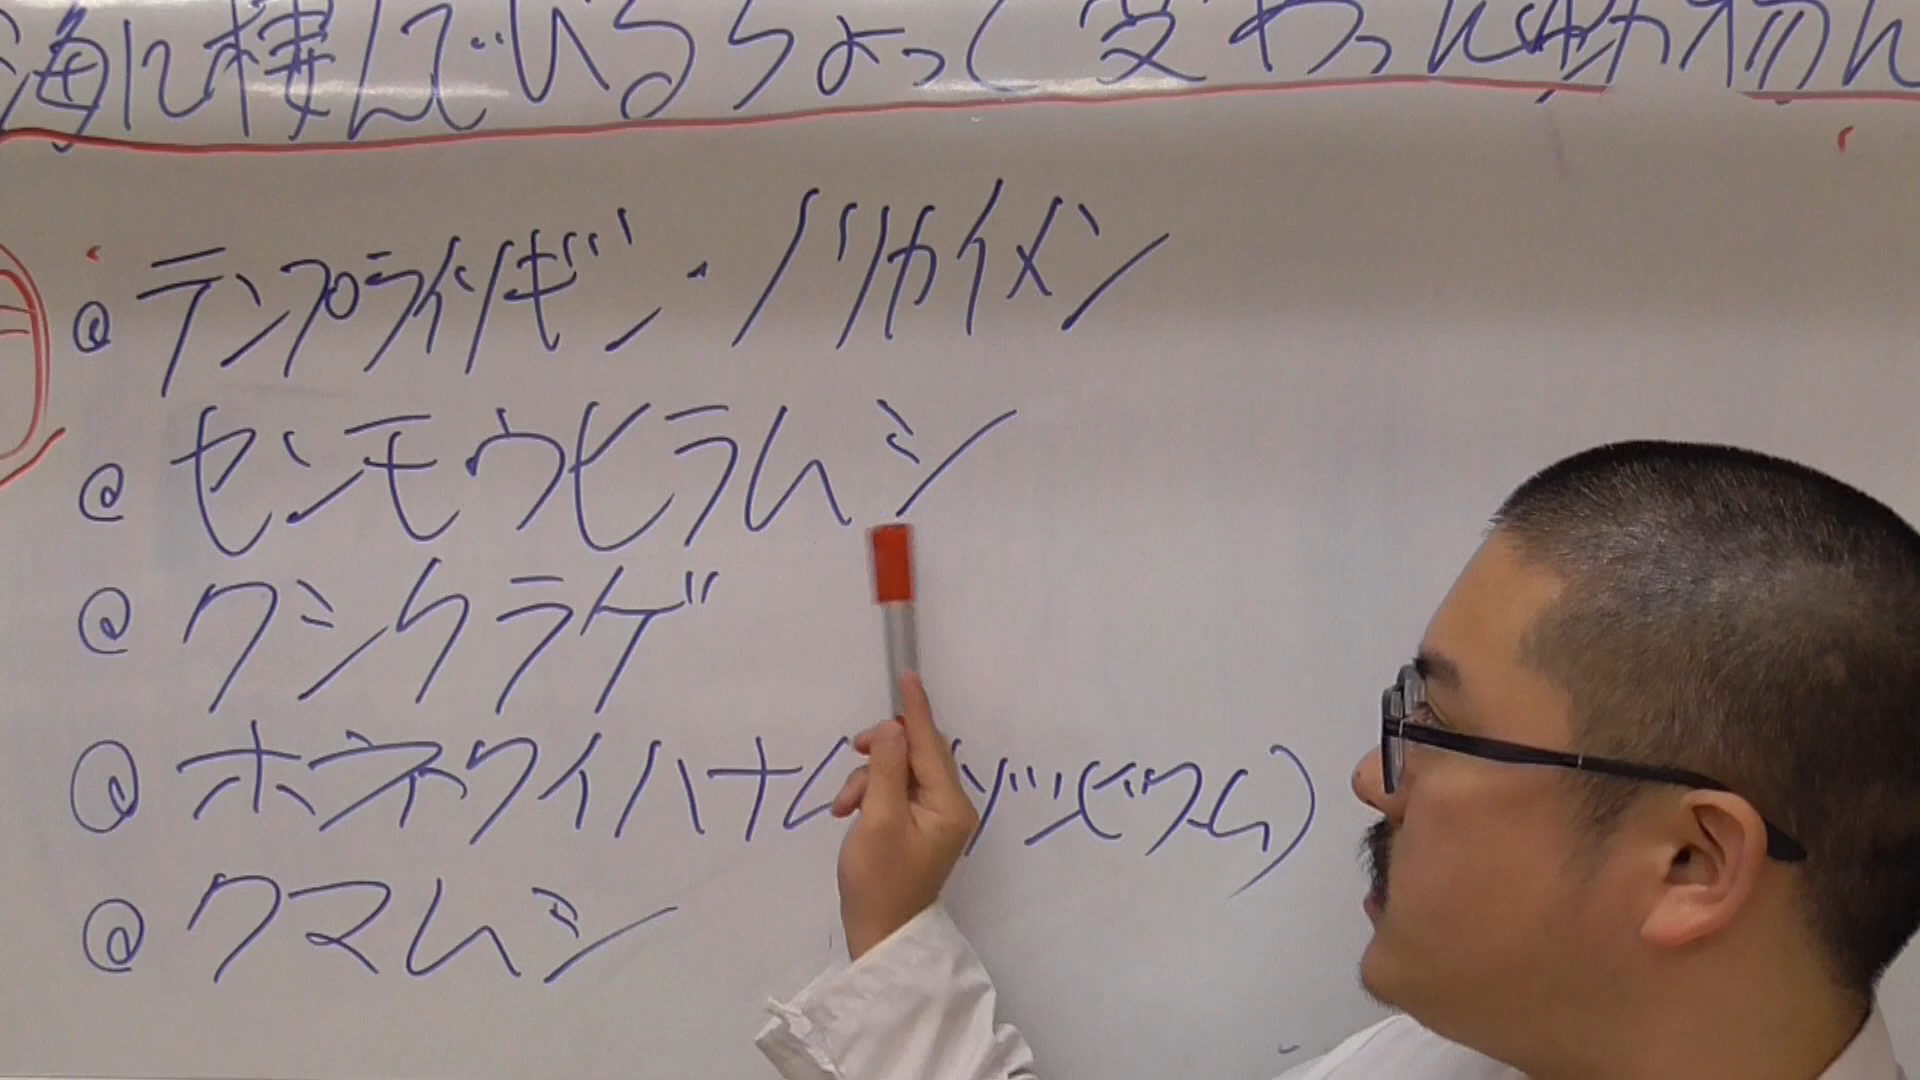 海に棲んでいるちょっと変わった動物た
@ テンプライソギン・ノリカイメン
@ センモウヒラムシ
@ クシクラゲ
@ ホネクイハナム ゾンビワーム)
@ クマムシ